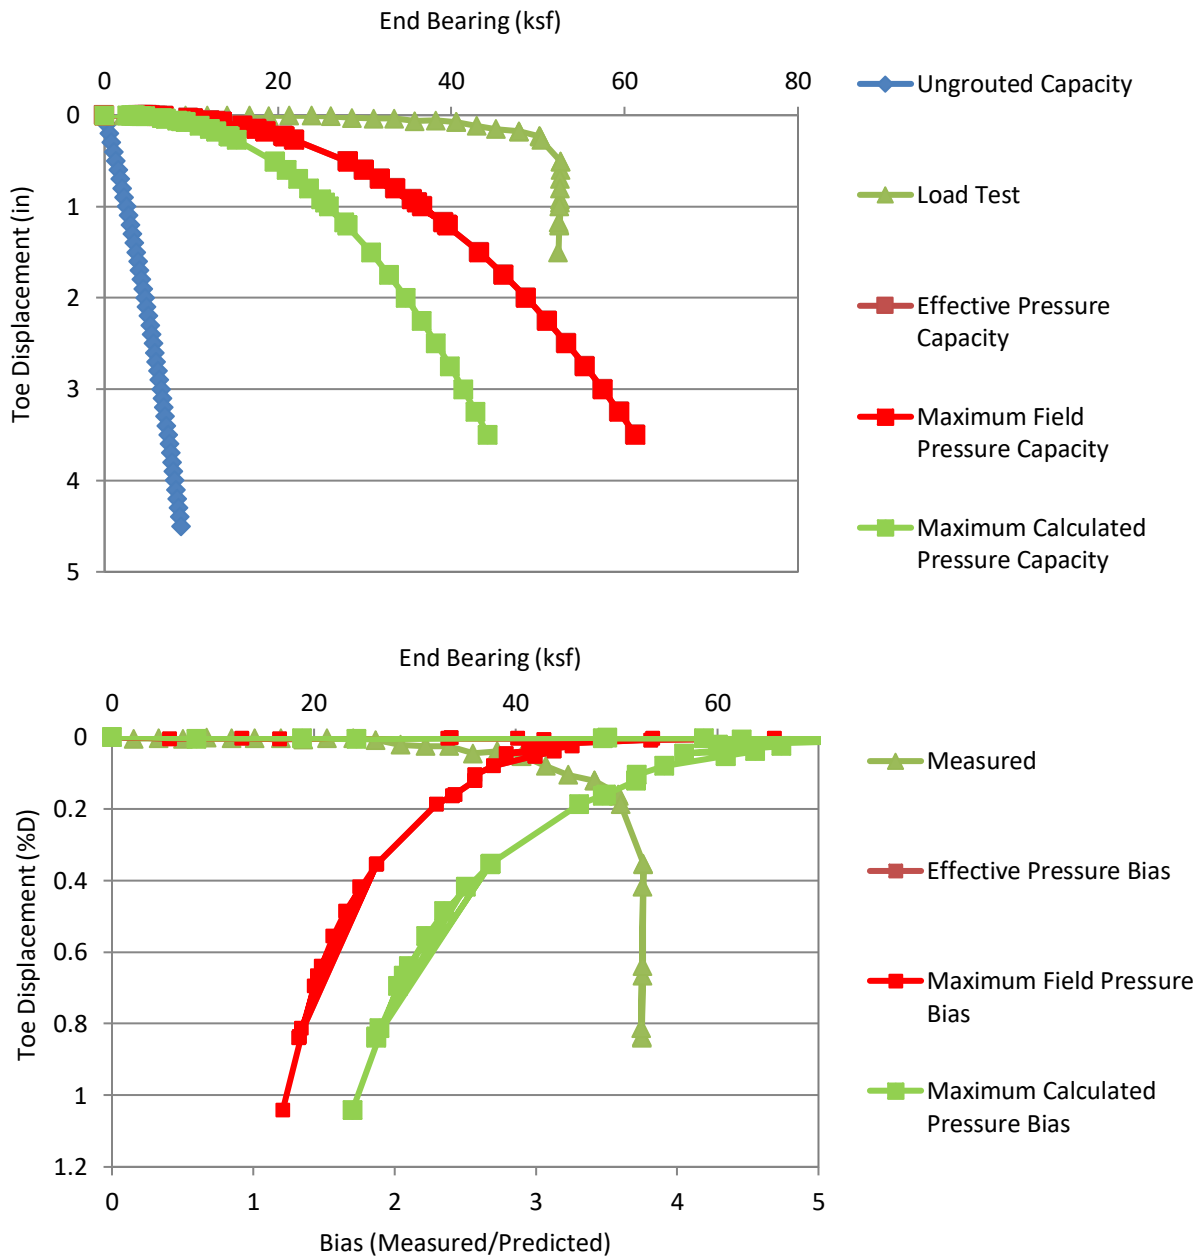 End Bearing (ksf)
0 20 40 60 80
0
1
2
3
4
5
Toe Displacement (in)
Ungrouted Capacity
Load Test
Effective Pressure
Capacity
Maximum Field
Pressure Capacity
Maximum Calculated
Pressure Capacity
End Bearing (ksf)
0 20 40 60
0
0.2
0.4
0.6
0.8
1
1.2
Toe Displacement (%D)
0 1 2 3 4 5
Bias (Measured/Predicted)
Measured
Effective Pressure Bias
Maximum Field Pressure
Bias
Maximum Calculated
Pressure Bias